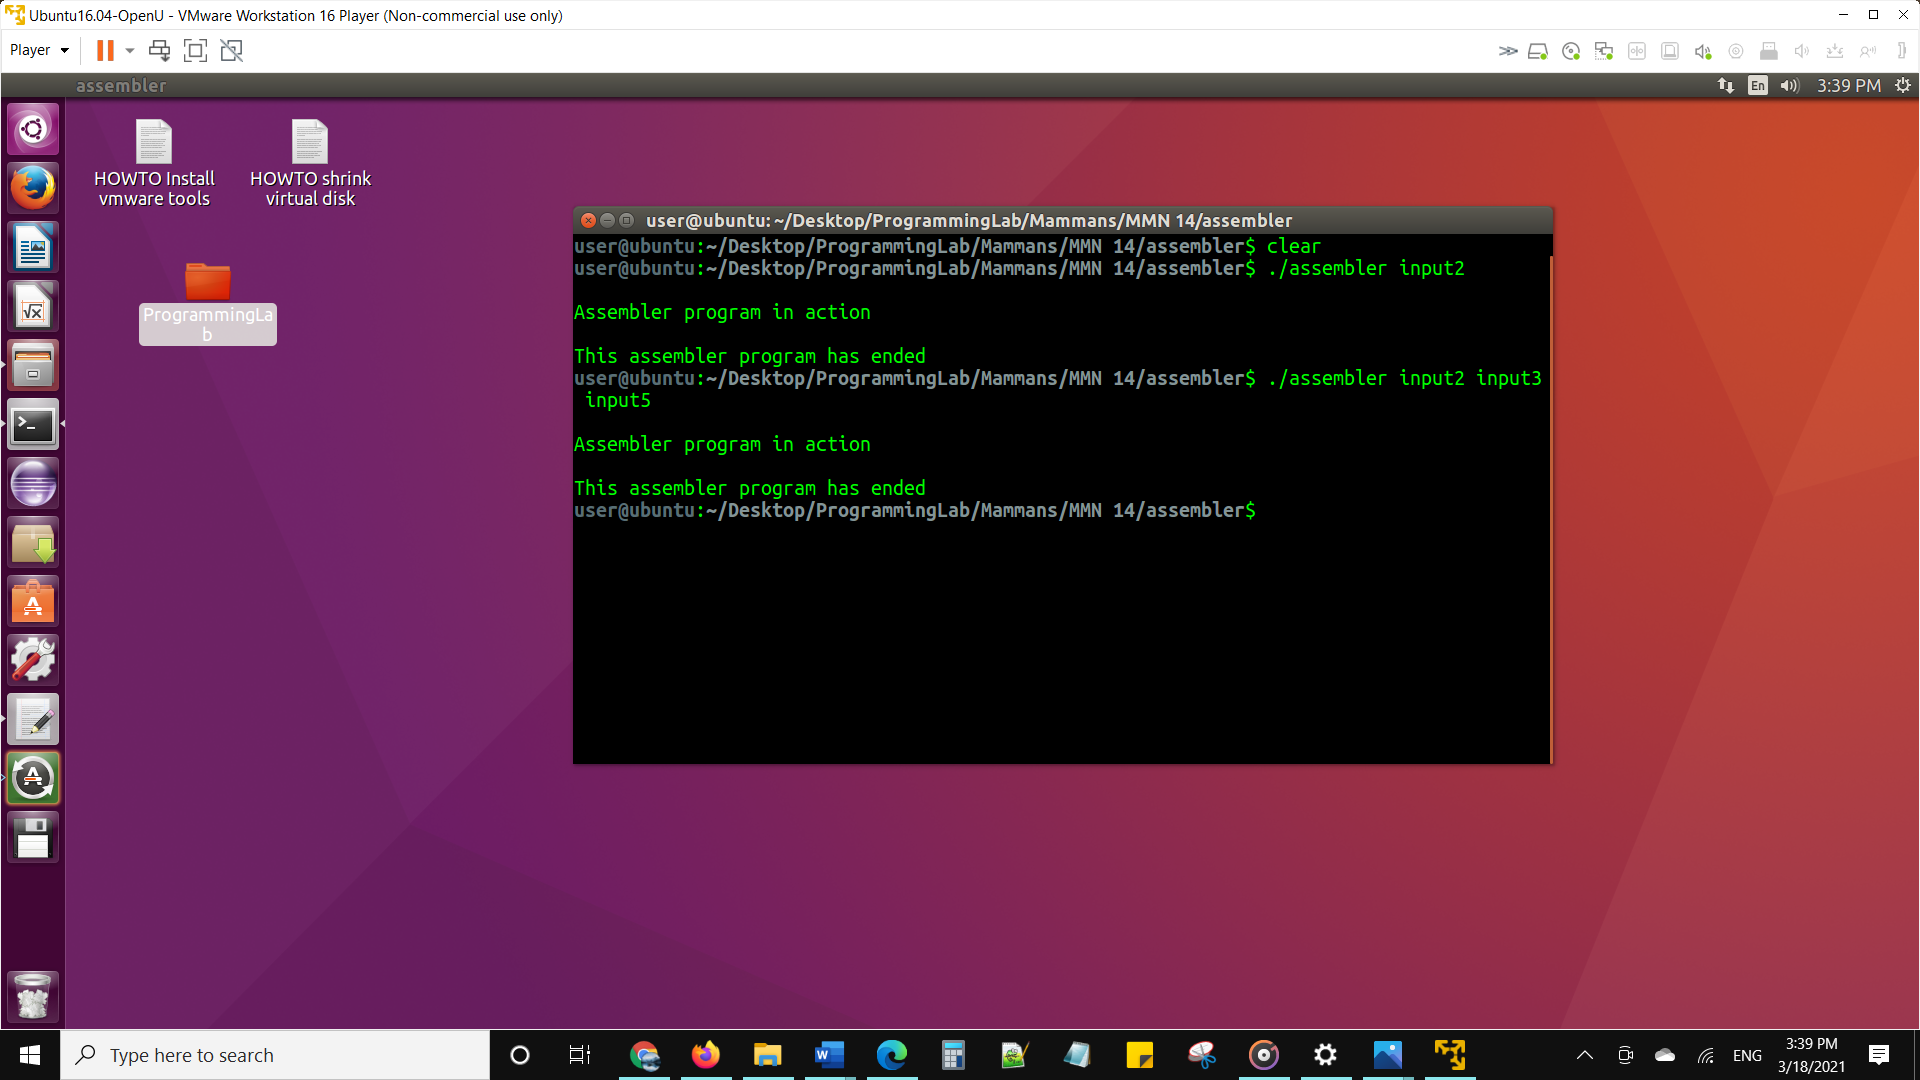 Ubuntu16.04-OpenU - VMware Workstation 16 Player (Non-commercial use only)
Player
assembler
En
3:39 PM
HOWTO Install
vmware tools
HOWTO shrink
virtual disk
ProgrammingLa
b
user@ubuntu: ~/Desktop/ProgrammingLab/Mammans/MMN 14/assembler
user@ubuntu:~/Desktop/ProgrammingLab/Mammans/MMN 14/assembler$ clear
user@ubuntu:~/Desktop/ProgrammingLab/Mammans/MMN 14/assembler$ ./assembler input2
Assembler program in action
This assembler program has ended
user@ubuntu:~/Desktop/ProgrammingLab/Mammans/MMN 14/assembler$ ./assembler input2 input3
input5
Assembler program in action
This assembler program has ended
user@ubuntu:~/Desktop/ProgrammingLab/Mammans/MMN 14/assembler$
Type here to search
ENG
3:39 PM
3/18/2021